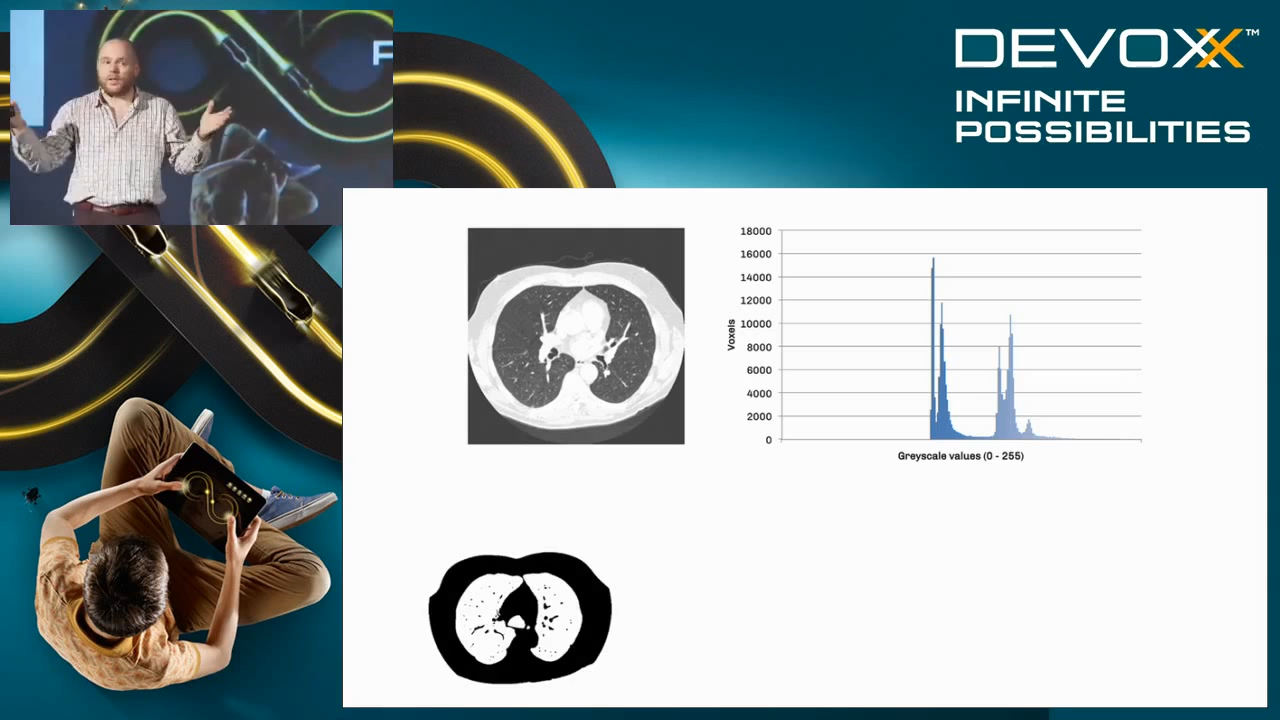 DEVOXX™
INFINITE
POSSIBILITIES
F
18000
16000
14000
12000
10000
8000
6000
4000
2000
0
Voxels
Greyscale values (0 - 255)